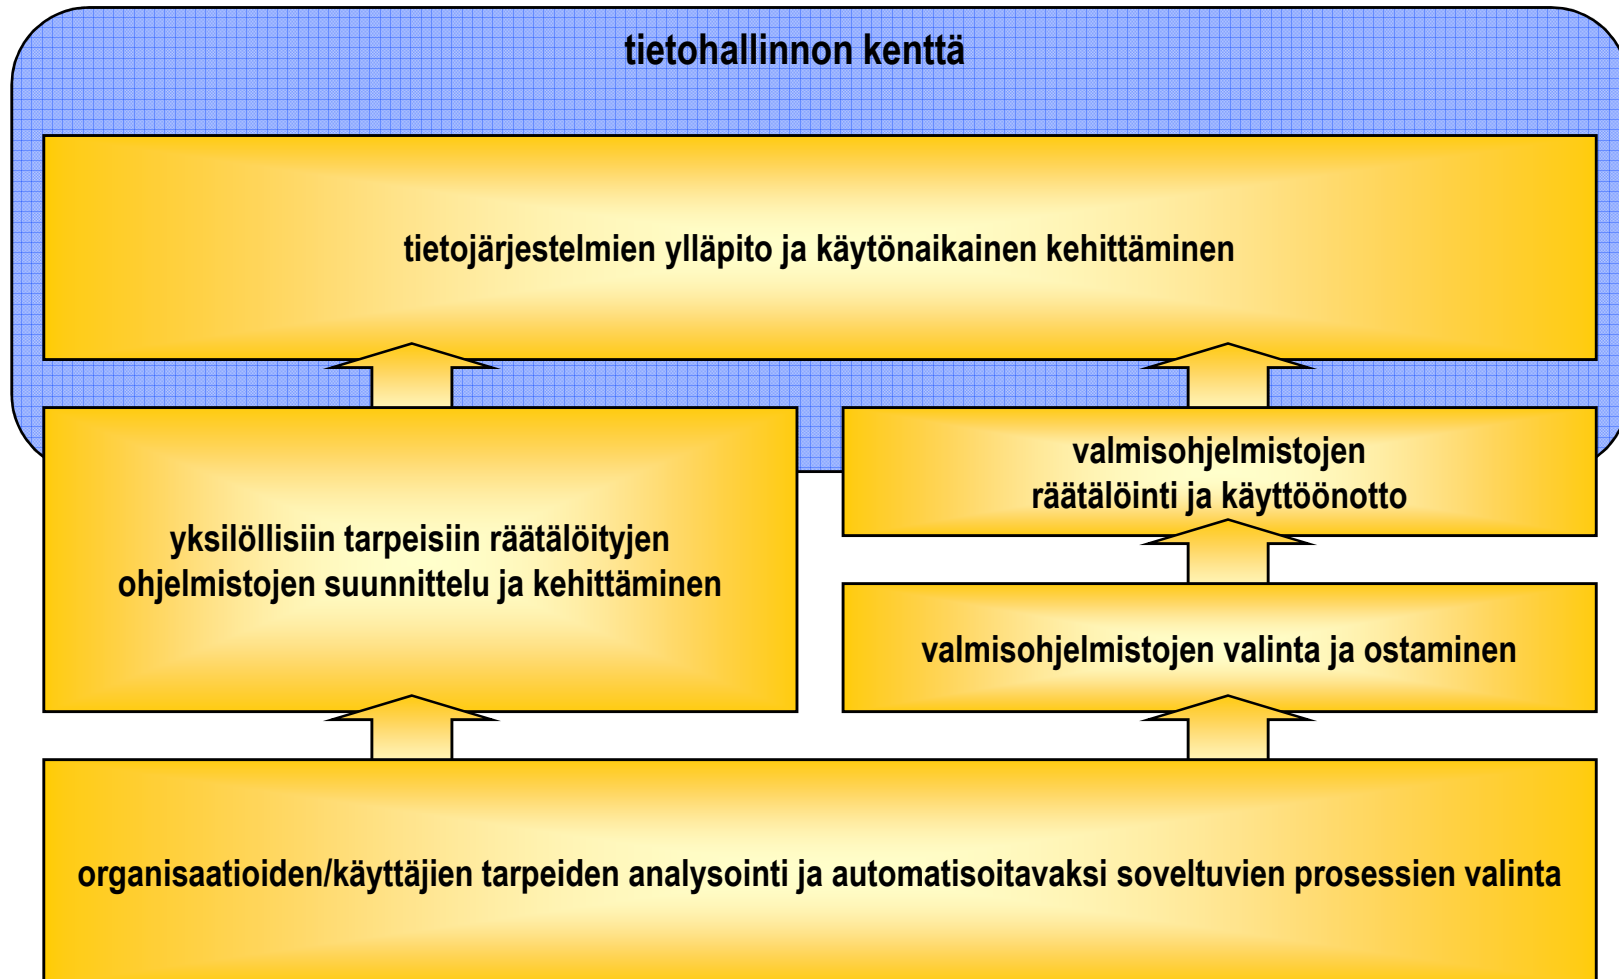 tietohallinnon kenttä
tietojärjestelmien ylläpito ja käytönaikainen kehittäminen
yksilöllisiin tarpeisiin räätälöityjen
ohjelmistojen suunnittelu ja kehittäminen
valmisohjelmistojen
räätälöinti ja käyttöönotto
valmisohjelmistojen valinta ja ostaminen
organisaatioiden/käyttäjien tarpeiden analysointi ja automatisoitavaksi soveltuvien prosessien valinta